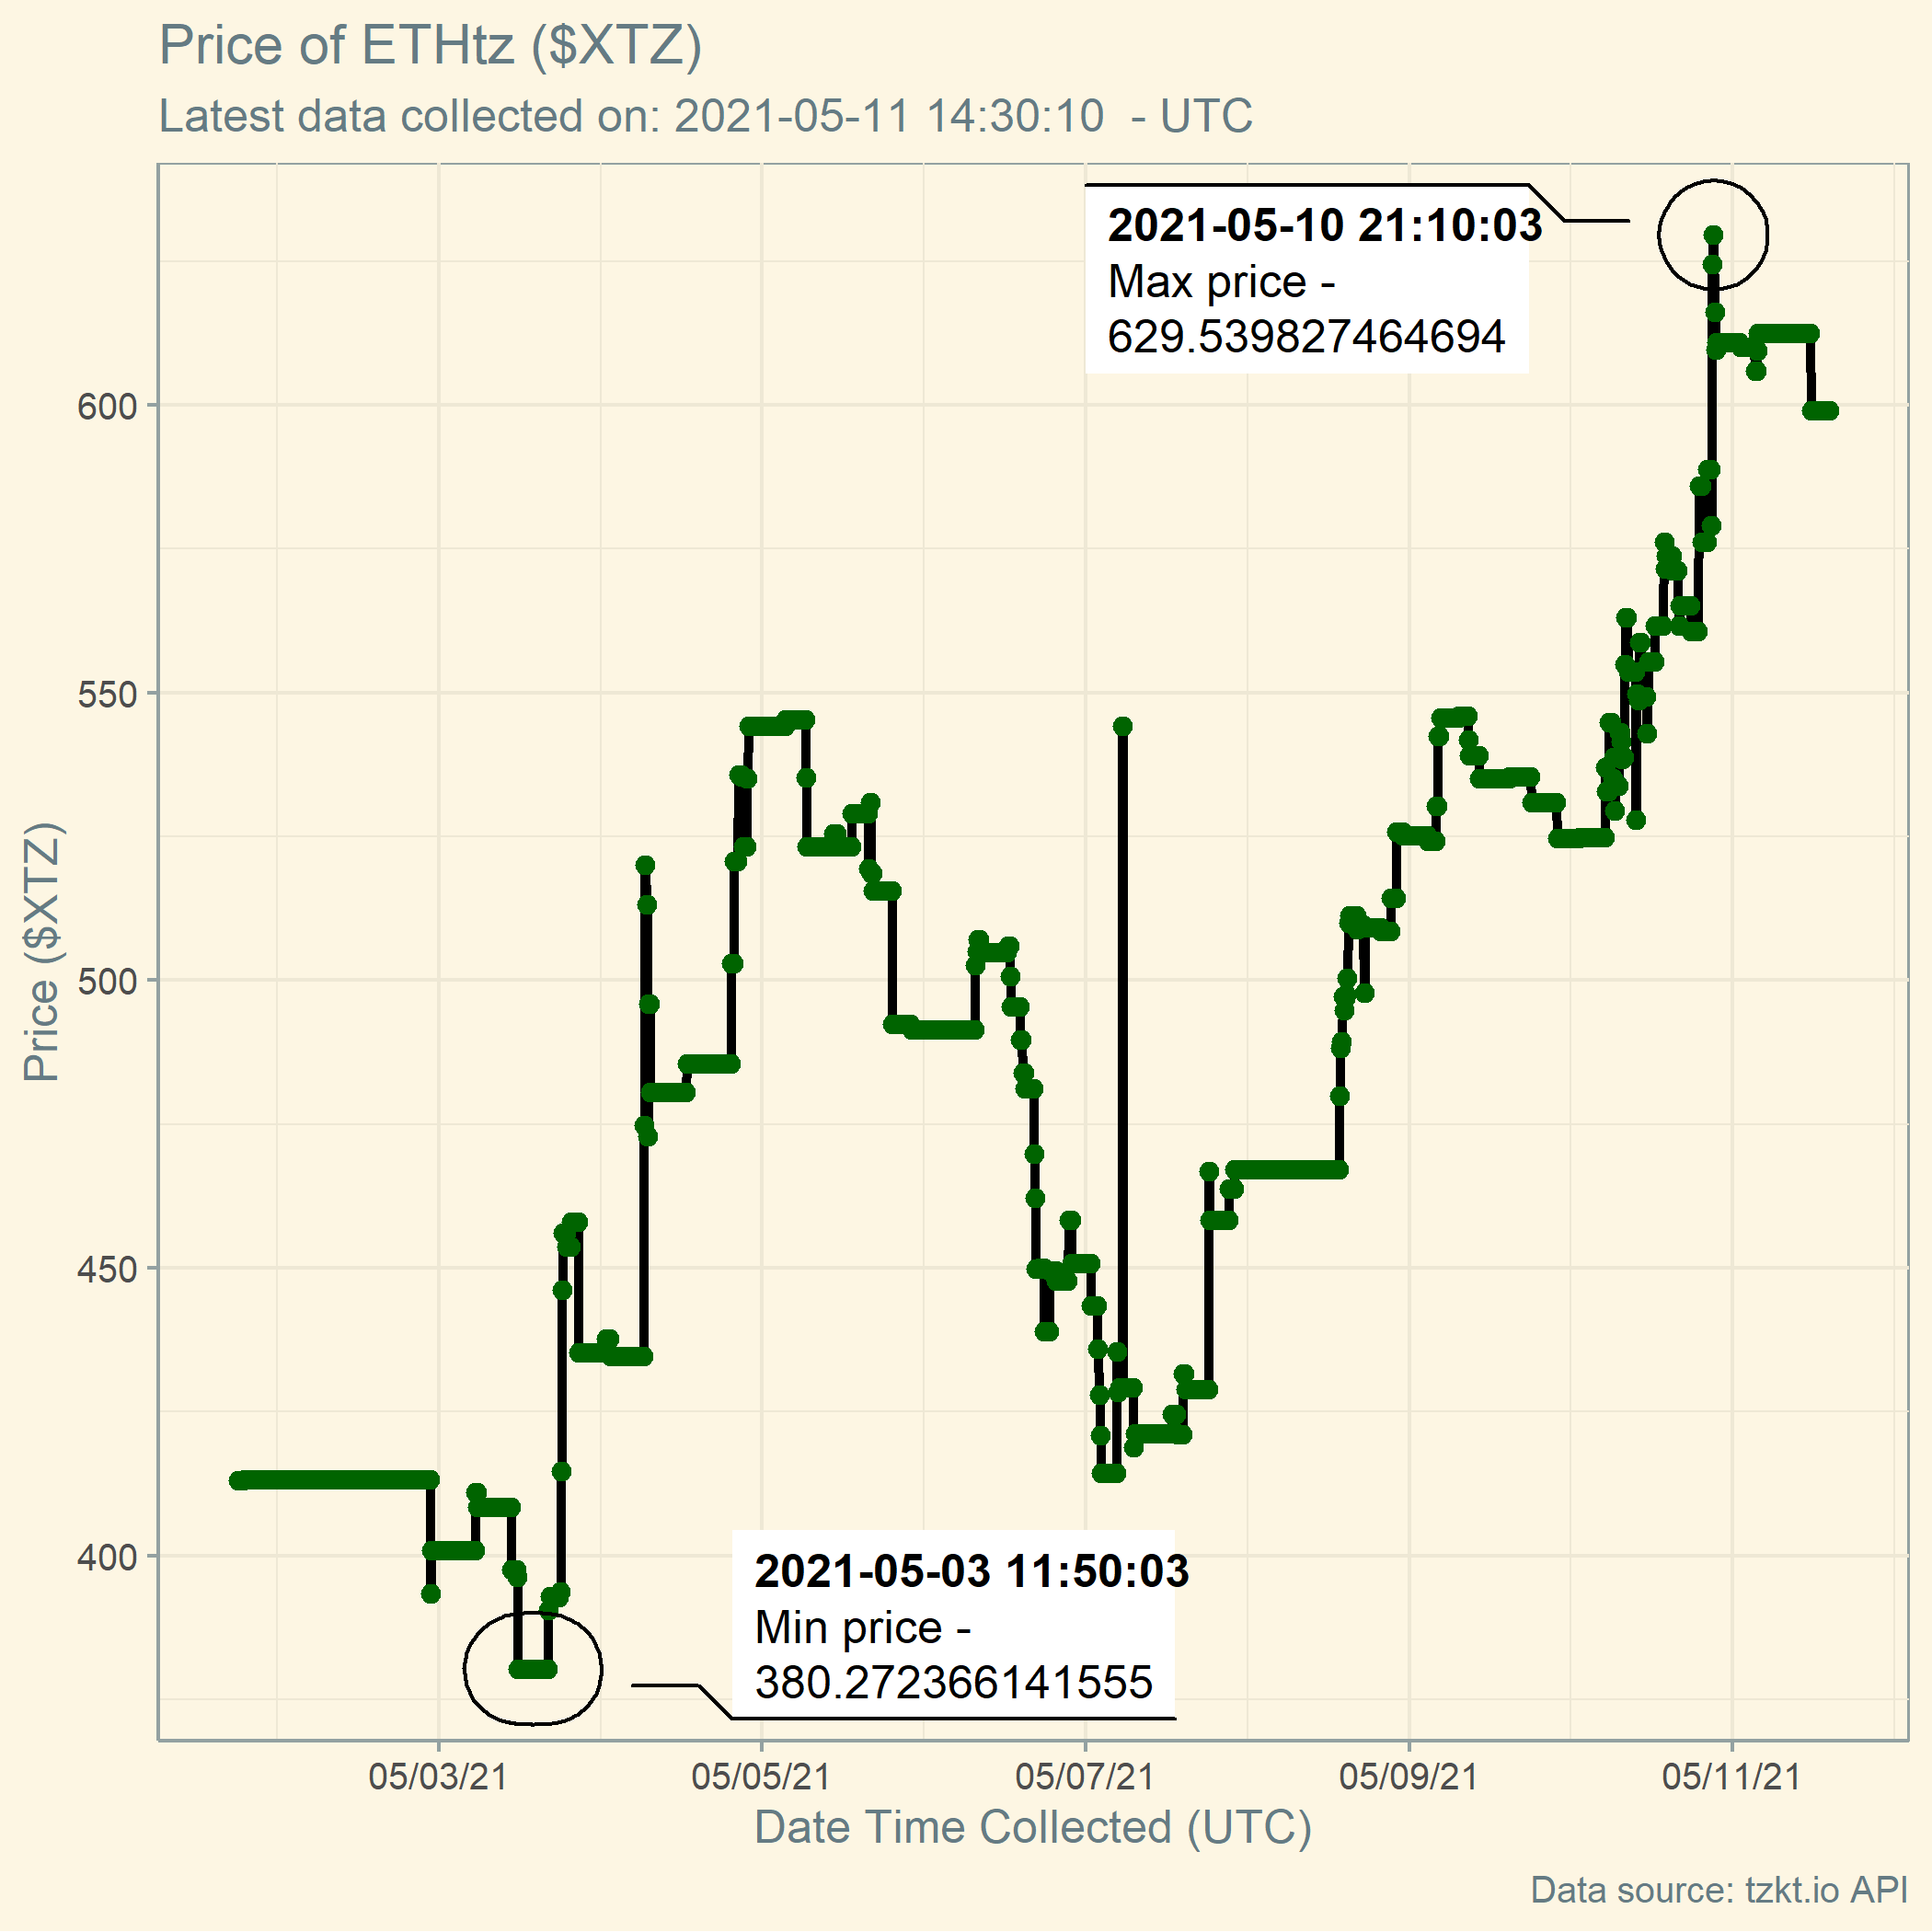 Price of ETHtz ($XTZ)
Latest data collected on: 2021-05-11 14:30:10  - UTC
2021-05-10 21:10:03
Max price -
629.539827464694
600
550
500
450
400
Price ($XTZ)
2021-05-03 11:50:03
Min price -
380.272366141555
05/03/21
05/05/21
05/07/21
05/09/21
05/11/21
Date Time Collected (UTC)
Data source: tzkt.io API